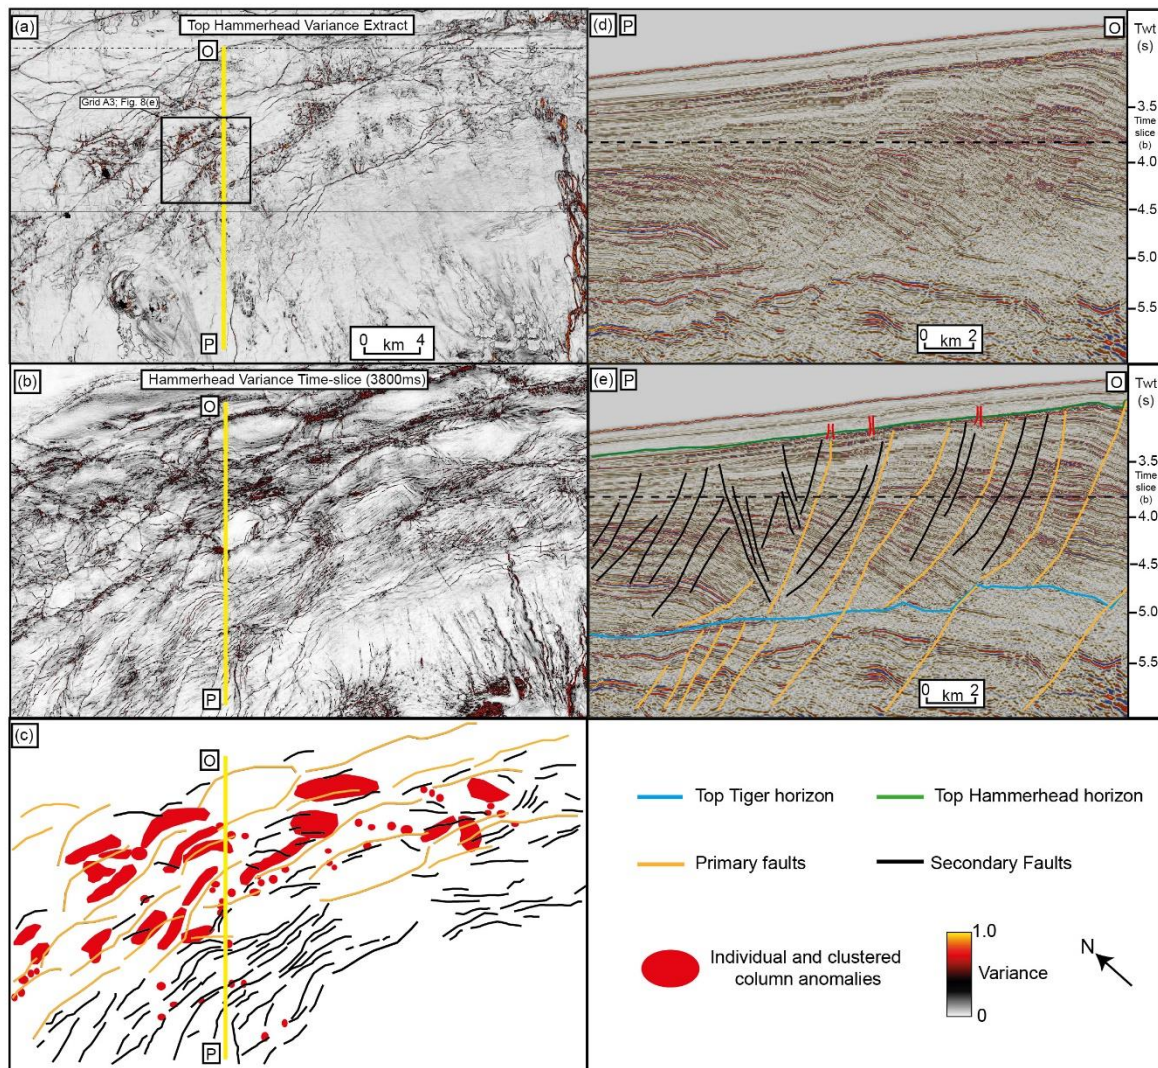 (a)
Top Hammerhead Variance Extract
O
Grid A3; Fig. 8(e)
P
0 km 4
(b)
Hammerhead Variance Time-slice (3800ms)
O
P
(c)
O
P
(d)
P
O
Twt
(s)
3.5
Time
slice
(b)
4.0
4.5
5.0
5.5
0 km 2
(e)
P
O
Twt
(s)
3.5
Time
slice
(b)
4.0
4.5
5.0
5.5
0 km 2
Top Tiger horizon
Top Hammerhead horizon
Primary faults
Secondary Faults
Individual and clustered
column anomalies
1.0
Variance
0
N